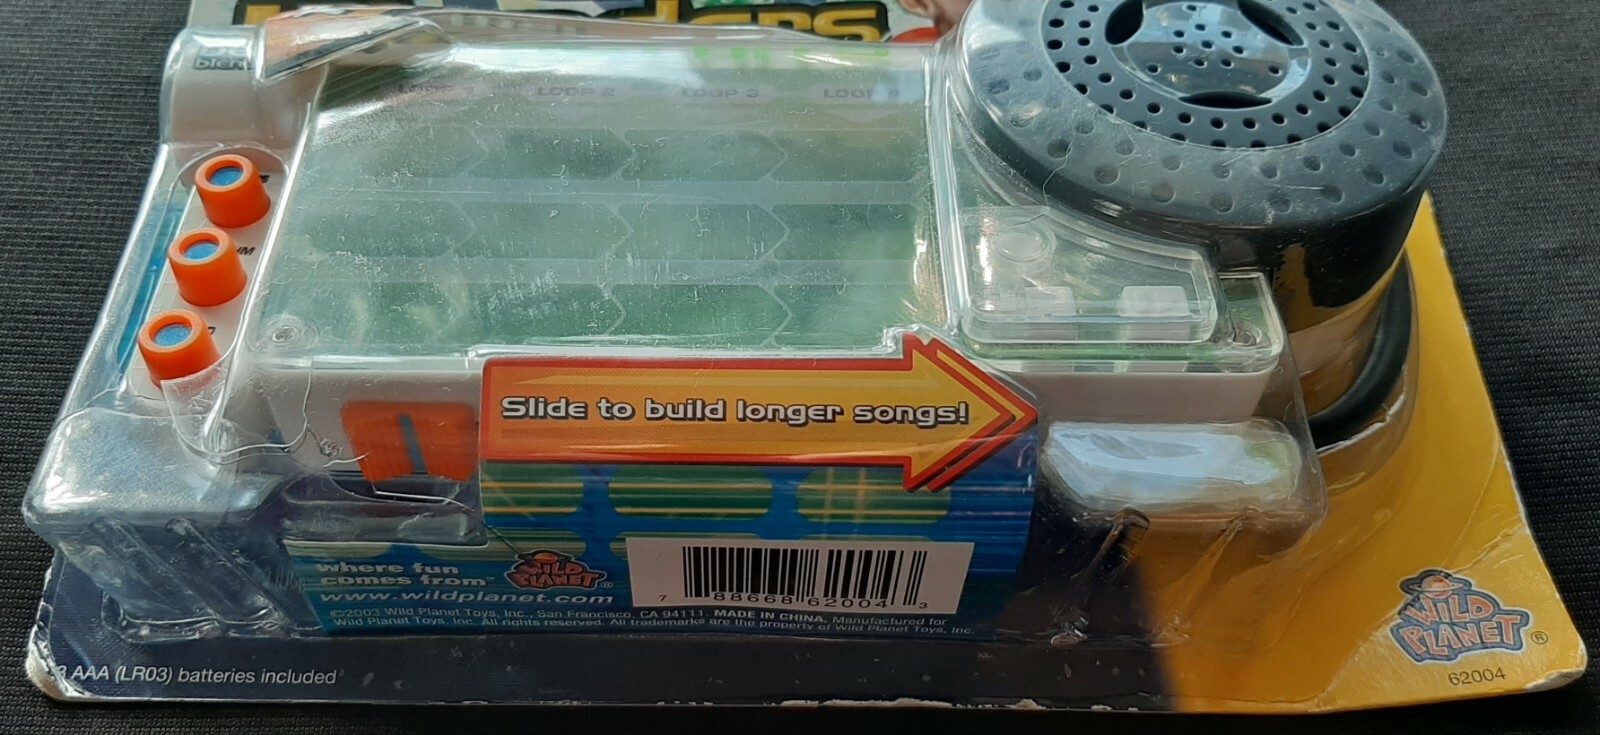 LOOP 2
LOOP 3
Slide to build longer songs!
where fun
comes from™
WILD
PLANET®
www.wildplanet.com
7 88668 62004 3
©2003 Wild Planet Toys, Inc., San Francisco, CA 94111. MADE IN CHINA. Manufactured for
Wild Planet Toys, Inc. All rights reserved. All trademarks are the property of Wild Planet Toys, Inc.
3 AAA (LR03) batteries included
WILD
PLANET®
62004